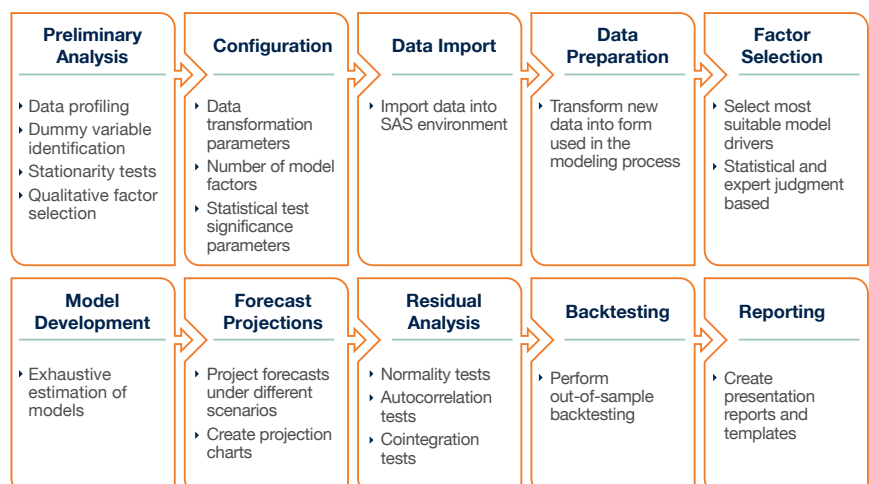 Preliminary
Analysis
Data profiling
Dummy variable
identification
Stationarity tests
Qualitative factor
selection
Configuration
Data
transformation
parameters
Number of model
factors
Statistical test
significance
parameters
Data Import
Import data into
SAS environment
Data
Preparation
Transform new
data into form
used in the
modeling process
Factor
Selection
Select most
suitable model
drivers
Statistical and
expert judgment
based
Model
Development
Exhaustive
estimation of
models
Forecast
Projections
Project forecasts
under different
scenarios
Create projection
charts
Residual
Analysis
Normality tests
Autocorrelation
tests
Cointegration
tests
Backtesting
Perform
out-of-sample
backtesting
Reporting
Create
presentation
reports and
templates